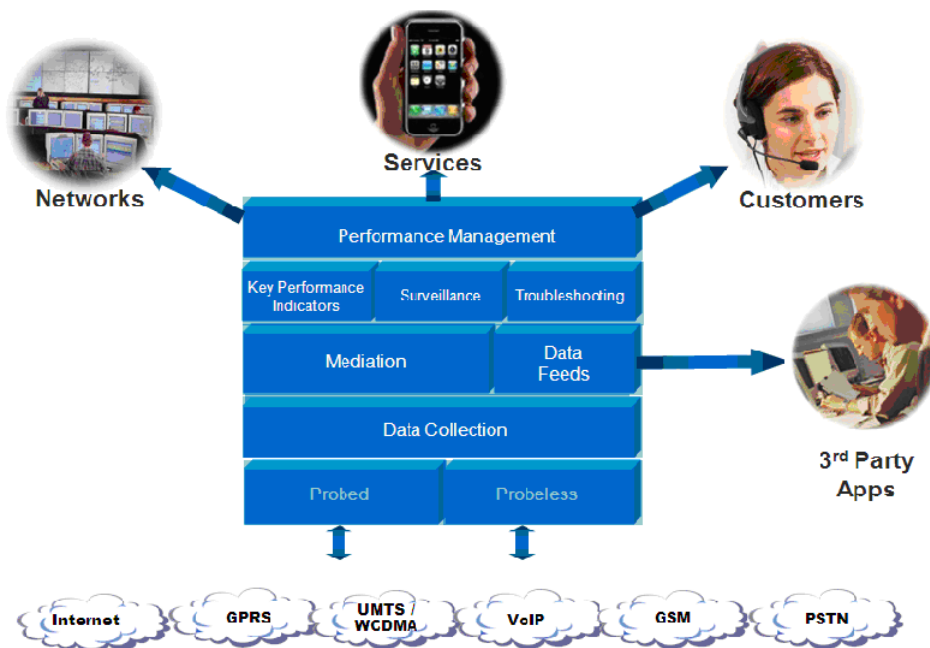 Services
Networks
Customers
Performance Management
Key Performance
Indicators
Surveillance
Troubleshooting
Mediation
Data
Feeds
Data Collection
3rd Party
Apps
Probed
Probeless
Internet
GPRS
UMTS /
WCDMA
VoIP
GSM
PSTN